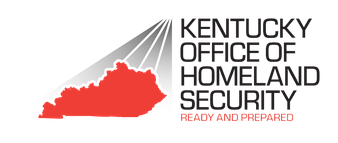 KENTUCKY
OFFICE OF
HOMELAND
SECURITY
READY AND PREPARED